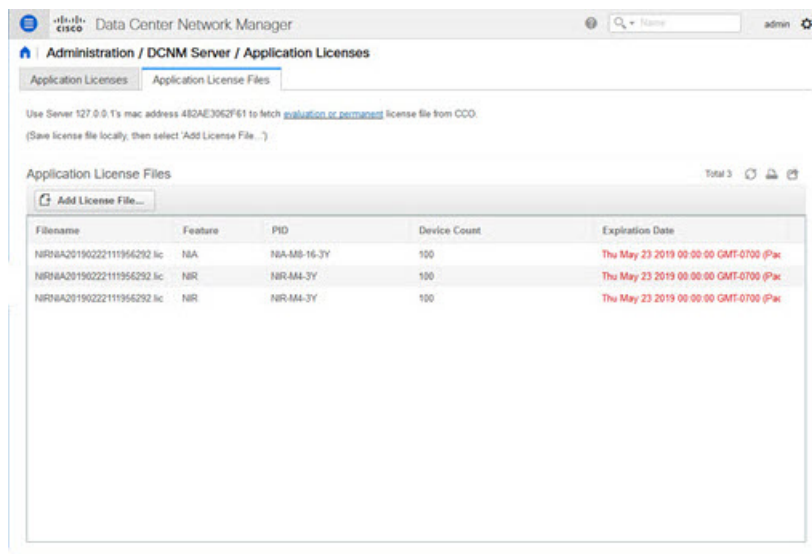 cisco Data Center Network Manager Name admin
Administration / DCNM Server / Application Licenses
Application Licenses Application License Files
Use Server 127.0.0.1's mac address 482AE3062F61 to fetch evaluation or permanent license file from CCO.
(Save license file locally, then select 'Add License File...')
Application License Files Total 3
Add License File...
Filename Feature PID Device Count Expiration Date
NIRNIA20190222111956292.lic NIA NIA-M8-16-3Y 100 Thu May 23 2019 00:00:00 GMT-0700 (Pac
NIRNIA20190222111956292.lic NIR NIR-M4-3Y 100 Thu May 23 2019 00:00:00 GMT-0700 (Pac
NIRNIA20190222111956292.lic NIR NIR-M4-3Y 100 Thu May 23 2019 00:00:00 GMT-0700 (Pac